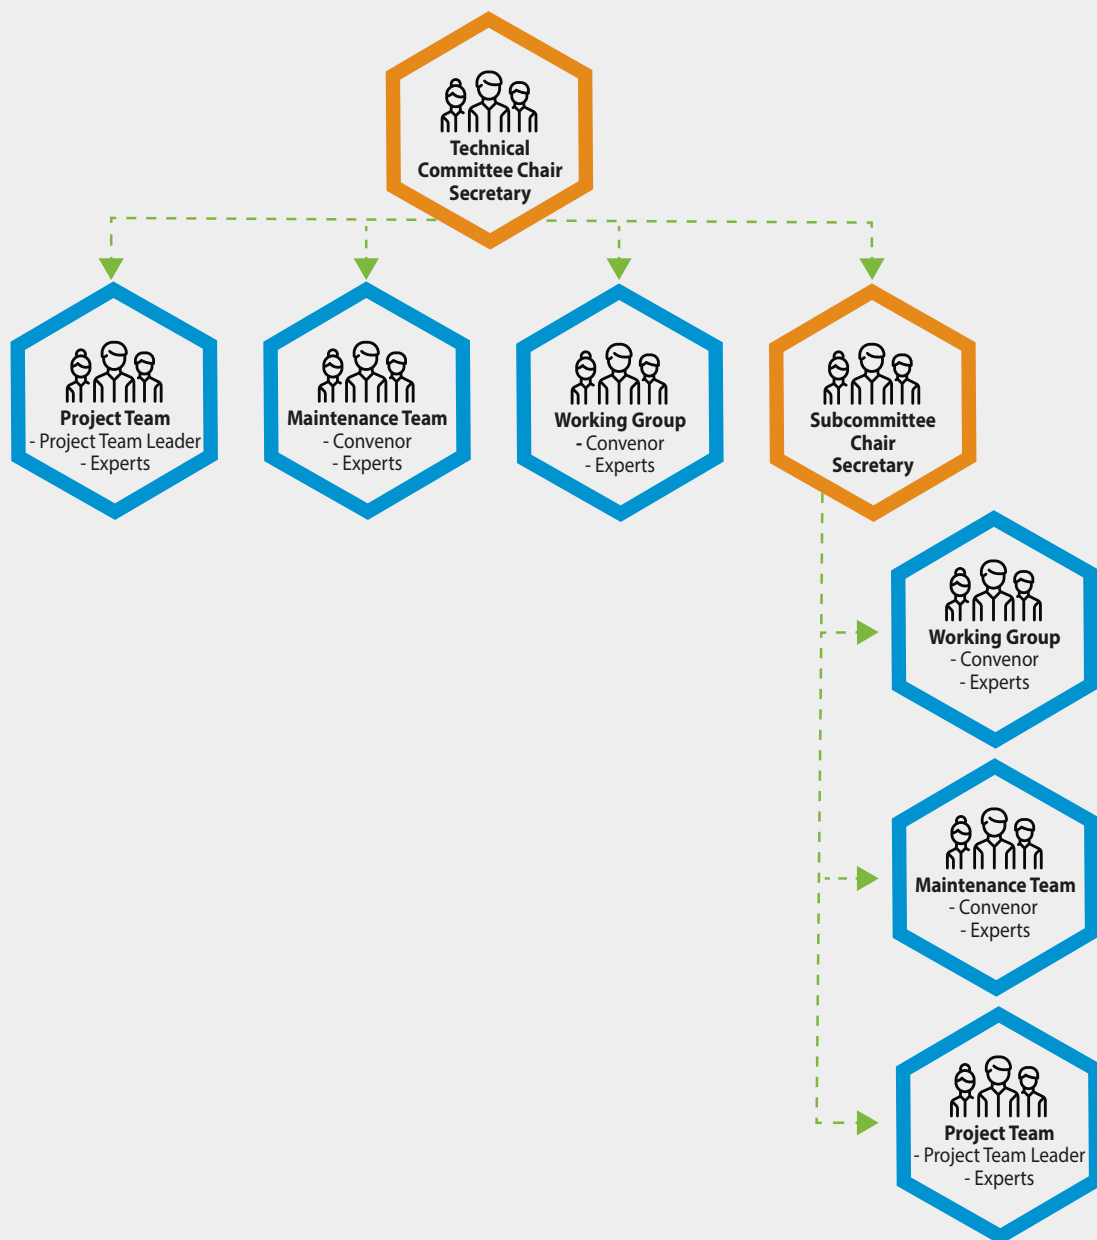 Technical
Committee Chair
Secretary
Project Team
- Project Team Leader
- Experts
Maintenance Team
- Convenor
- Experts
Working Group
- Convenor
- Experts
Subcommittee
Chair
Secretary
Working Group
- Convenor
- Experts
Maintenance Team
- Convenor
- Experts
Project Team
- Project Team Leader
- Experts